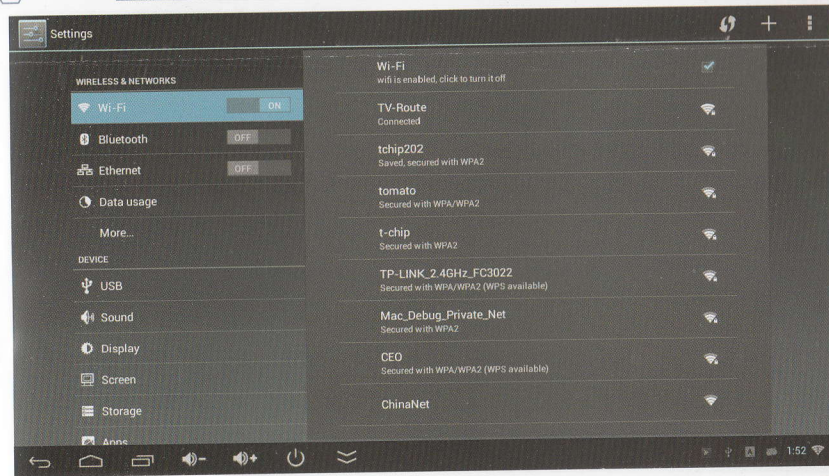 Settings
WIRELESS & NETWORKS
Wi-Fi
ON
Bluetooth
OFF
Ethernet
OFF
Data usage
More...
DEVICE
USB
Sound
Display
Screen
Storage
Apps
Wi-Fi
wifi is enabled, click to turn it off
TV-Route
Connected
tchip202
Saved, secured with WPA2
tomato
Secured with WPA/WPA2
t-chip
Secured with WPA2
TP-LINK_2.4GHz_FC3022
Secured with WPA/WPA2 (WPS available)
Mac_Debug_Private_Net
Secured with WPA2
CEO
Secured with WPA/WPA2 (WPS available)
ChinaNet
A
1:52